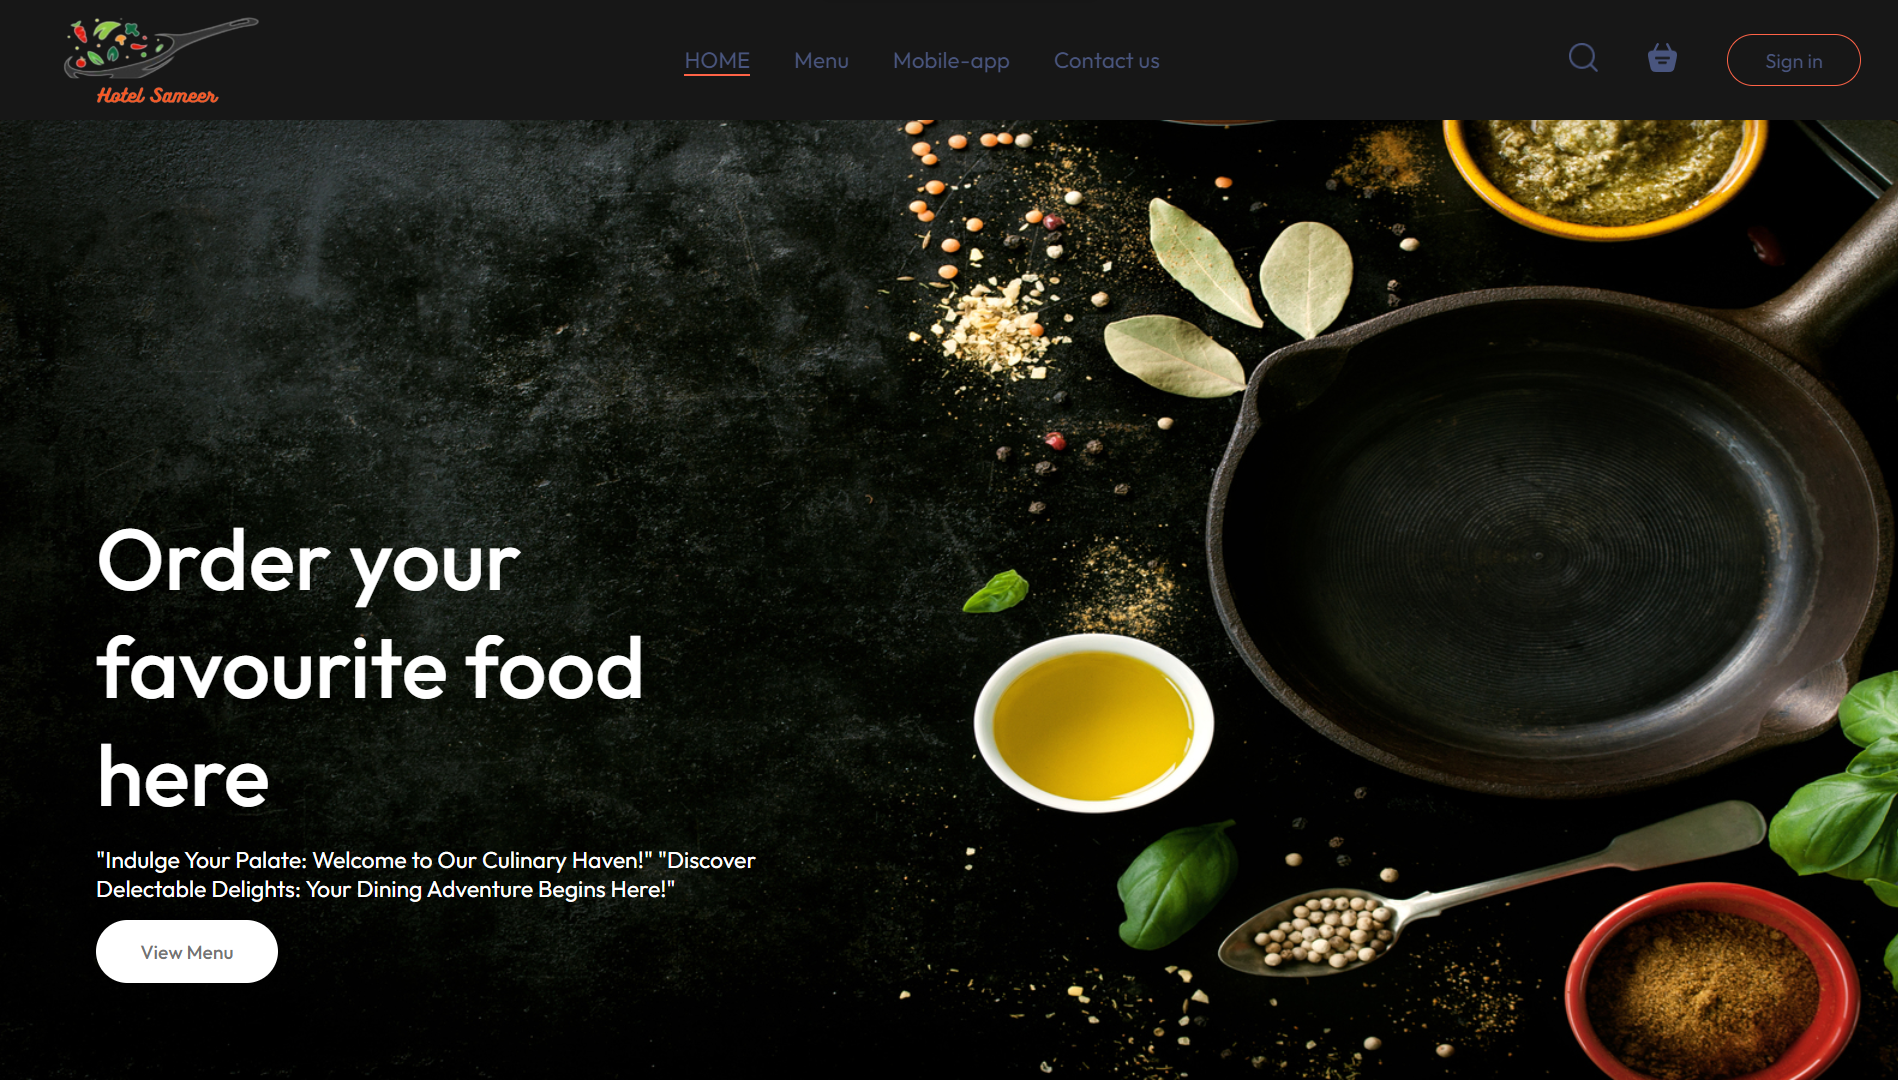 Hotel Sameer
HOME Menu Mobile-app Contact us Sign in
Order your
favourite food
here
"Indulge Your Palate: Welcome to Our Culinary Haven!" "Discover
Delectable Delights: Your Dining Adventure Begins Here!"
View Menu